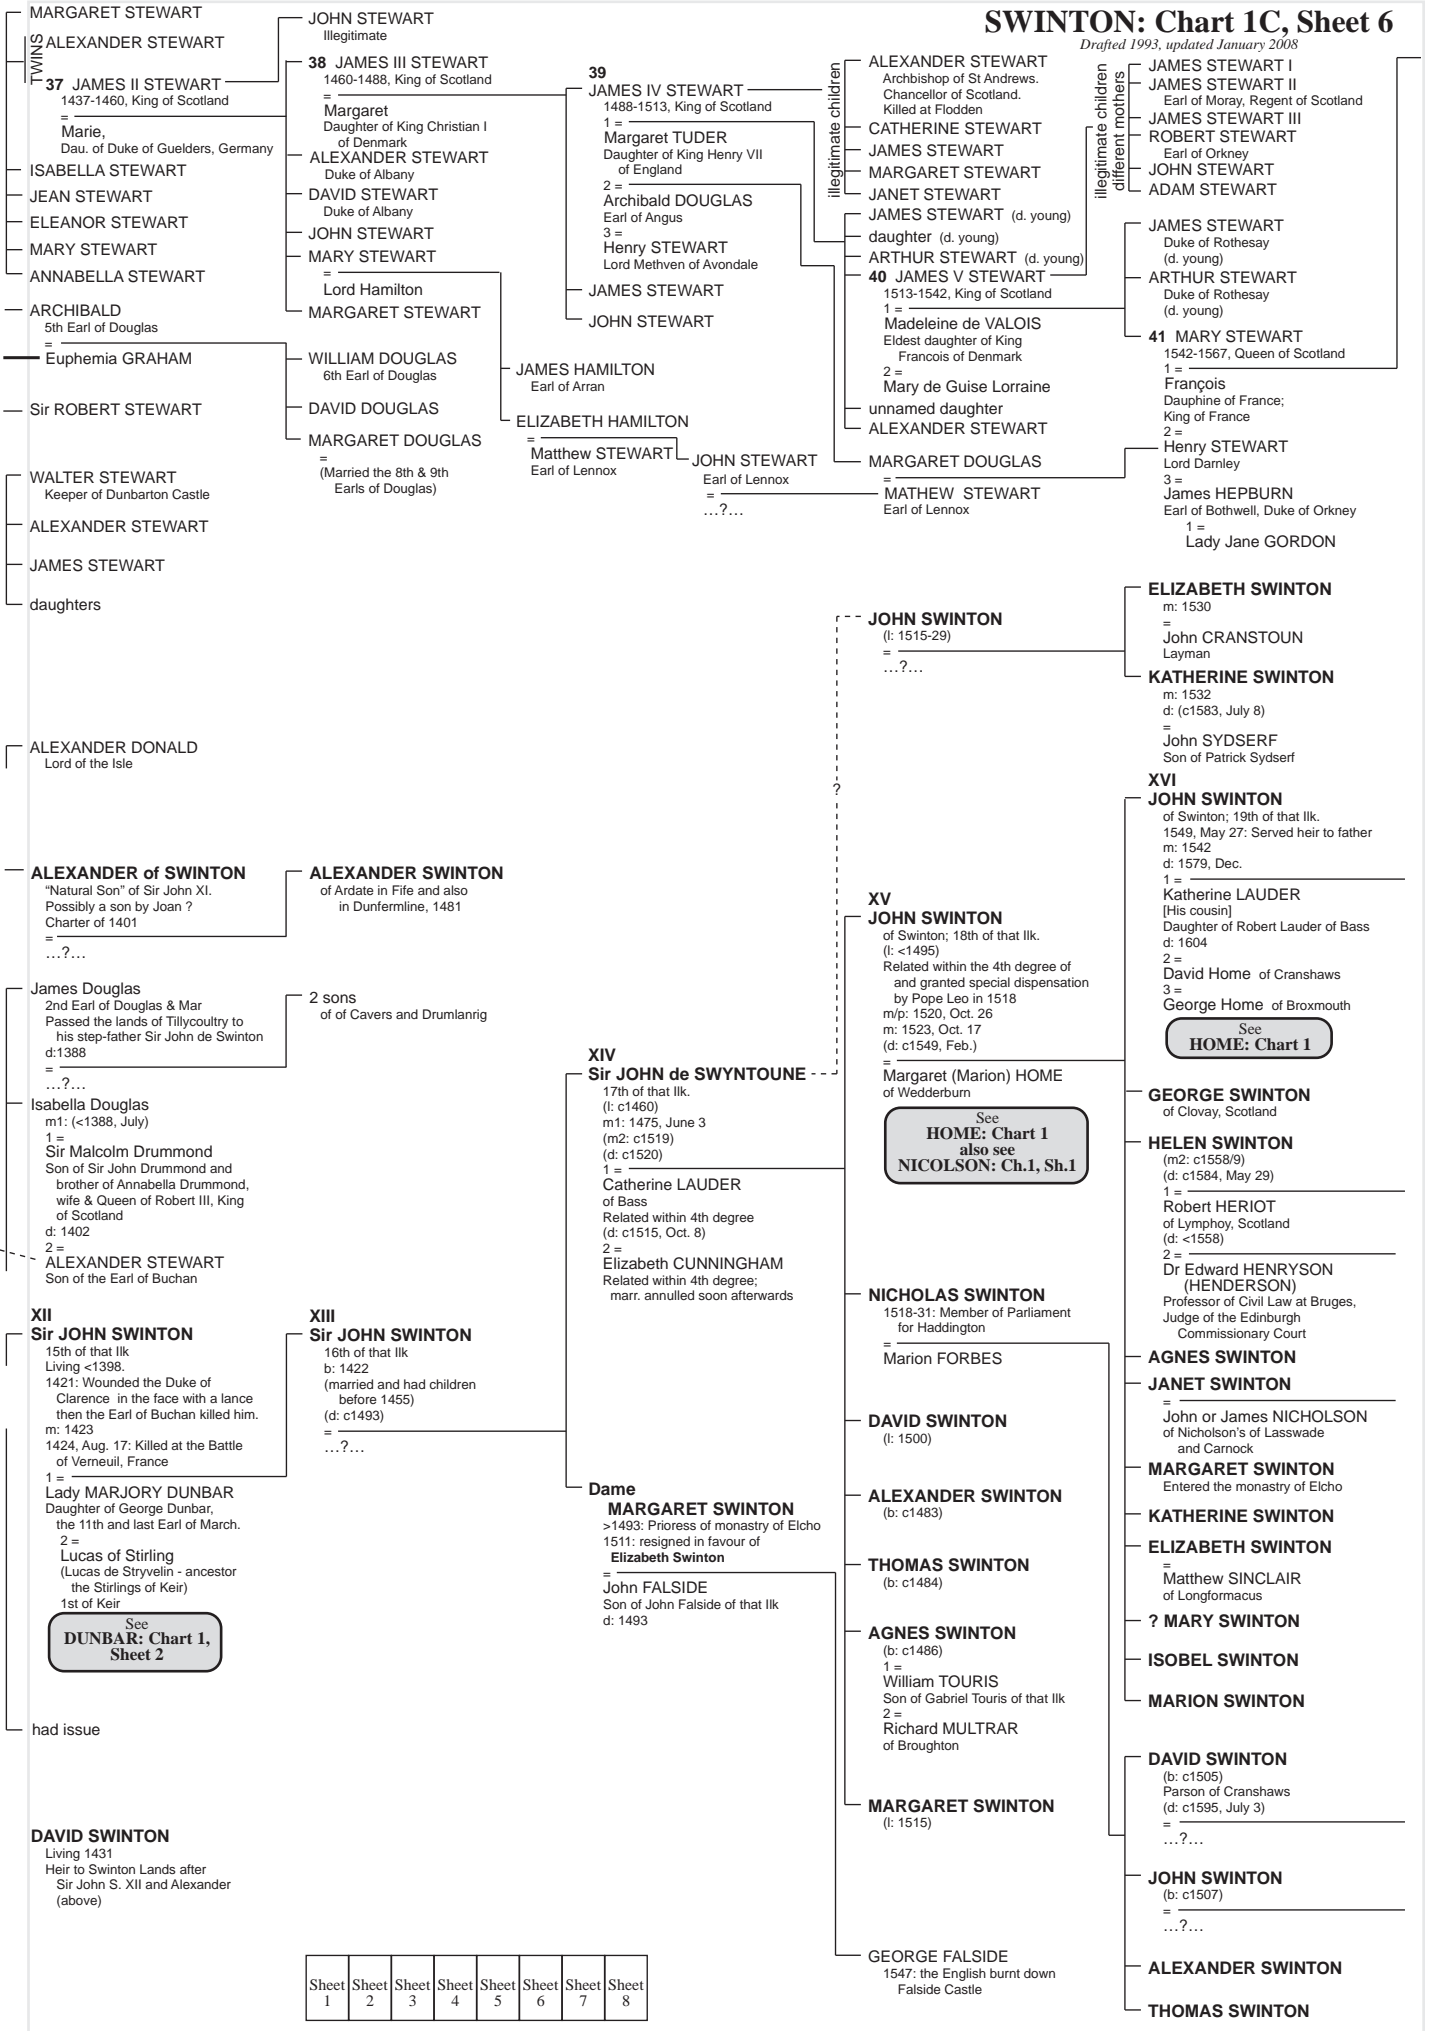 SWINTON: Chart 1C, Sheet 6
Drafted 1993, updated January 2008
MARGARET STEWART
TWINS
ALEXANDER STEWART
37 JAMES II STEWART
1437-1460, King of Scotland
=
Marie,
Dau. of Duke of Guelders, Germany
ISABELLA STEWART
JEAN STEWART
ELEANOR STEWART
MARY STEWART
ANNABELLA STEWART
ARCHIBALD
5th Earl of Douglas
=
Euphemia GRAHAM
Sir ROBERT STEWART
WALTER STEWART
Keeper of Dunbarton Castle
ALEXANDER STEWART
JAMES STEWART
daughters
ALEXANDER DONALD
Lord of the Isle
ALEXANDER of SWINTON
“Natural Son” of Sir John XI.
Possibly a son by Joan ?
Charter of 1401
=
…?…
James Douglas
2nd Earl of Douglas & Mar
Passed the lands of Tillycoultry to
his step-father Sir John de Swinton
d:1388
=
…?…
Isabella Douglas
m1: (<1388, July)
1 =
Sir Malcolm Drummond
Son of Sir John Drummond and
brother of Annabella Drummond,
wife & Queen of Robert III, King
of Scotland
d: 1402
2 =
ALEXANDER STEWART
Son of the Earl of Buchan
XII
Sir JOHN SWINTON
15th of that Ilk
Living <1398.
1421: Wounded the Duke of
Clarence in the face with a lance
then the Earl of Buchan killed him.
m: 1423
1424, Aug. 17: Killed at the Battle
of Verneuil, France
1 =
Lady MARJORY DUNBAR
Daughter of George Dunbar,
the 11th and last Earl of March.
2 =
Lucas of Stirling
(Lucas de Stryvelin - ancestor
the Stirlings of Keir)
1st of Keir
See
DUNBAR: Chart 1,
Sheet 2
had issue
DAVID SWINTON
Living 1431
Heir to Swinton Lands after
Sir John S. XII and Alexander
(above)
JOHN STEWART
Illegitimate
38 JAMES III STEWART
1460-1488, King of Scotland
=
Margaret
Daughter of King Christian I
of Denmark
ALEXANDER STEWART
Duke of Albany
DAVID STEWART
Duke of Albany
JOHN STEWART
MARY STEWART
=
Lord Hamilton
MARGARET STEWART
WILLIAM DOUGLAS
6th Earl of Douglas
DAVID DOUGLAS
MARGARET DOUGLAS
=
(Married the 8th & 9th
Earls of Douglas)
ALEXANDER SWINTON
of Ardate in Fife and also
in Dunfermline, 1481
2 sons
of of Cavers and Drumlanrig
XIII
Sir JOHN SWINTON
16th of that Ilk
b: 1422
(married and had children
before 1455)
(d: c1493)
=
…?…
39
JAMES IV STEWART
1488-1513, King of Scotland
1 =
Margaret TUDER
Daughter of King Henry VII
of England
2 =
Archibald DOUGLAS
Earl of Angus
3 =
Henry STEWART
Lord Methven of Avondale
JAMES STEWART
JOHN STEWART
JAMES HAMILTON
Earl of Arran
ELIZABETH HAMILTON
=
Matthew STEWART
Earl of Lennox
JOHN STEWART
Earl of Lennox
=
…?…
XIV
Sir JOHN de SWYNTOUNE
17th of that Ilk.
(l: c1460)
m1: 1475, June 3
(m2: c1519)
(d: c1520)
1 =
Catherine LAUDER
of Bass
Related within 4th degree
(d: c1515, Oct. 8)
2 =
Elizabeth CUNNINGHAM
Related within 4th degree;
marr. annulled soon afterwards
Dame
MARGARET SWINTON
>1493: Prioress of monastry of Elcho
1511: resigned in favour of
Elizabeth Swinton
=
John FALSIDE
Son of John Falside of that Ilk
d: 1493
illegitimate children
ALEXANDER STEWART
Archbishop of St Andrews.
Chancellor of Scotland.
Killed at Flodden
CATHERINE STEWART
JAMES STEWART
MARGARET STEWART
JANET STEWART
JAMES STEWART (d. young)
daughter (d. young)
ARTHUR STEWART (d. young)
40 JAMES V STEWART
1513-1542, King of Scotland
1 =
Madeleine de VALOIS
Eldest daughter of King
Francois of Denmark
2 =
Mary de Guise Lorraine
unnamed daughter
ALEXANDER STEWART
MARGARET DOUGLAS
=
MATHEW STEWART
Earl of Lennox
?
JOHN SWINTON
(l: 1515-29)
=
…?…
XV
JOHN SWINTON
of Swinton; 18th of that Ilk.
(l: <1495)
Related within the 4th degree of
and granted special dispensation
by Pope Leo in 1518
m/p: 1520, Oct. 26
m: 1523, Oct. 17
(d: c1549, Feb.)
=
Margaret (Marion) HOME
of Wedderburn
See
HOME: Chart 1
also see
NICOLSON: Ch.1, Sh.1
NICHOLAS SWINTON
1518-31: Member of Parliament
for Haddington
=
Marion FORBES
DAVID SWINTON
(l: 1500)
ALEXANDER SWINTON
(b: c1483)
THOMAS SWINTON
(b: c1484)
AGNES SWINTON
(b: c1486)
1 =
William TOURIS
Son of Gabriel Touris of that Ilk
2 =
Richard MULTRAR
of Broughton
MARGARET SWINTON
(l: 1515)
GEORGE FALSIDE
1547: the English burnt down
Falside Castle
illegitimate children
different mothers
JAMES STEWART I
JAMES STEWART II
Earl of Moray, Regent of Scotland
JAMES STEWART III
ROBERT STEWART
Earl of Orkney
JOHN STEWART
ADAM STEWART
JAMES STEWART
Duke of Rothesay
(d. young)
ARTHUR STEWART
Duke of Rothesay
(d. young)
41 MARY STEWART
1542-1567, Queen of Scotland
1 =
François
Dauphine of France;
King of France
2 =
Henry STEWART
Lord Darnley
3 =
James HEPBURN
Earl of Bothwell, Duke of Orkney
1 =
Lady Jane GORDON
ELIZABETH SWINTON
m: 1530
=
John CRANSTOUN
Layman
KATHERINE SWINTON
m: 1532
d: (c1583, July 8)
=
John SYDSERF
Son of Patrick Sydserf
XVI
JOHN SWINTON
of Swinton; 19th of that Ilk.
1549, May 27: Served heir to father
m: 1542
d: 1579, Dec.
1 =
Katherine LAUDER
[His cousin]
Daughter of Robert Lauder of Bass
d: 1604
2 =
David Home of Cranshaws
3 =
George Home of Broxmouth
See
HOME: Chart 1
GEORGE SWINTON
of Clovay, Scotland
HELEN SWINTON
(m2: c1558/9)
(d: c1584, May 29)
1 =
Robert HERIOT
of Lymphoy, Scotland
(d: <1558)
2 =
Dr Edward HENRYSON
(HENDERSON)
Professor of Civil Law at Bruges,
Judge of the Edinburgh
Commissionary Court
AGNES SWINTON
JANET SWINTON
=
John or James NICHOLSON
of Nicholson's of Lasswade
and Carnock
MARGARET SWINTON
Entered the monastry of Elcho
KATHERINE SWINTON
ELIZABETH SWINTON
=
Matthew SINCLAIR
of Longformacus
? MARY SWINTON
ISOBEL SWINTON
MARION SWINTON
DAVID SWINTON
(b: c1505)
Parson of Cranshaws
(d: c1595, July 3)
=
…?…
JOHN SWINTON
(b: c1507)
=
…?…
ALEXANDER SWINTON
THOMAS SWINTON
Sheet 1
Sheet 2
Sheet 3
Sheet 4
Sheet 5
Sheet 6
Sheet 7
Sheet 8